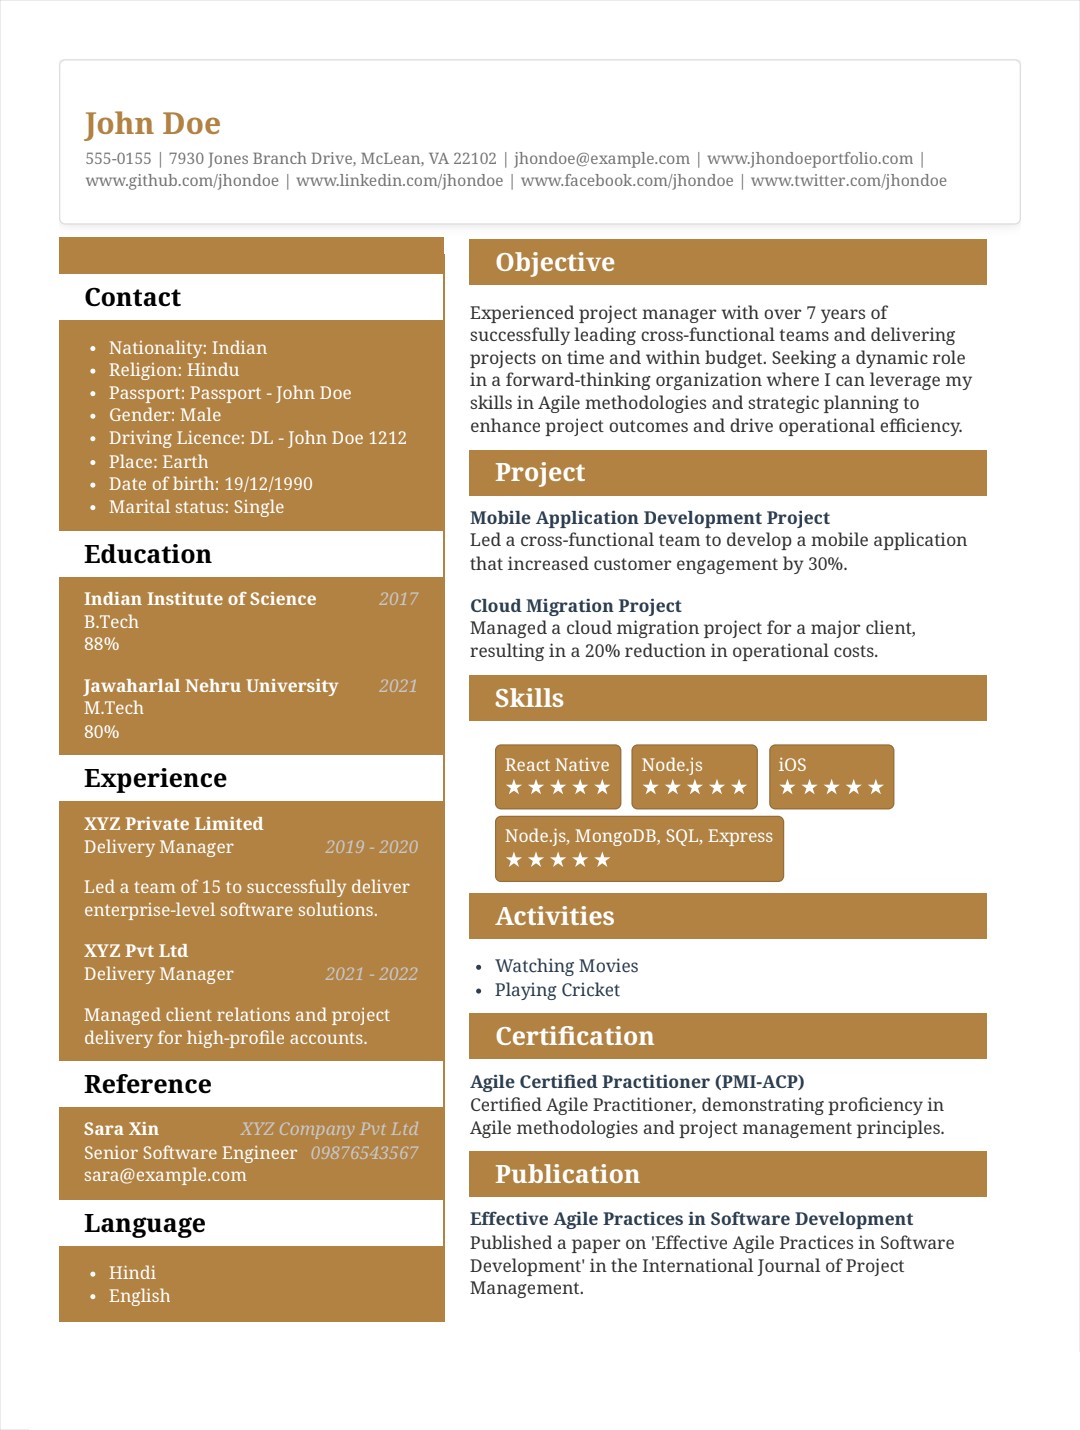 John Doe
555-0155 | 7930 Jones Branch Drive, McLean, VA 22102 | jhondoe@example.com | www.jhondoeportfolio.com |
www.github.com/jhondoe | www.linkedin.com/jhondoe | www.facebook.com/jhondoe | www.twitter.com/jhondoe
Contact
• Nationality: Indian
• Religion: Hindu
• Passport: Passport - John Doe
• Gender: Male
• Driving Licence: DL - John Doe 1212
• Place: Earth
• Date of birth: 19/12/1990
• Marital status: Single
Education
Indian Institute of Science 2017
B.Tech
88%
Jawaharlal Nehru University 2021
M.Tech
80%
Experience
XYZ Private Limited
Delivery Manager 2019 - 2020
Led a team of 15 to successfully deliver
enterprise-level software solutions.
XYZ Pvt Ltd
Delivery Manager 2021 - 2022
Managed client relations and project
delivery for high-profile accounts.
Reference
Sara Xin XYZ Company Pvt Ltd
Senior Software Engineer 09876543567
sara@example.com
Language
• Hindi
• English
Objective
Experienced project manager with over 7 years of
successfully leading cross-functional teams and delivering
projects on time and within budget. Seeking a dynamic role
in a forward-thinking organization where I can leverage my
skills in Agile methodologies and strategic planning to
enhance project outcomes and drive operational efficiency.
Project
Mobile Application Development Project
Led a cross-functional team to develop a mobile application
that increased customer engagement by 30%.
Cloud Migration Project
Managed a cloud migration project for a major client,
resulting in a 20% reduction in operational costs.
Skills
React Native
★★★★★
Node.js
★★★★★
iOS
★★★★★
Node.js, MongoDB, SQL, Express
★★★★★
Activities
• Watching Movies
• Playing Cricket
Certification
Agile Certified Practitioner (PMI-ACP)
Certified Agile Practitioner, demonstrating proficiency in
Agile methodologies and project management principles.
Publication
Effective Agile Practices in Software Development
Published a paper on 'Effective Agile Practices in Software
Development' in the International Journal of Project
Management.